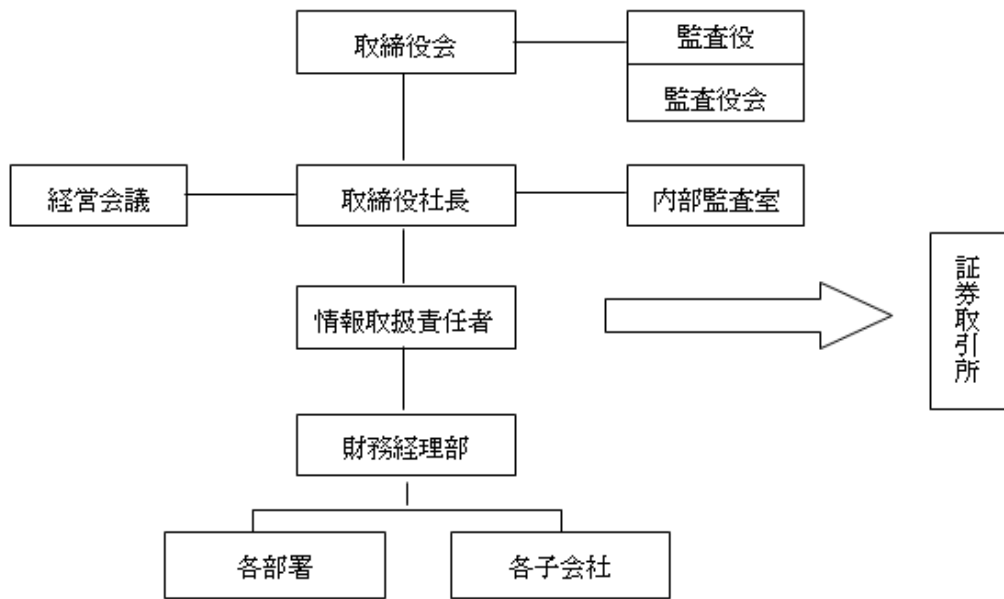 取締役会
監査役
監査役会
経営会議
取締役社長
内部監査室
情報取扱責任者
証券取引所
財務経理部
各部署
各子会社